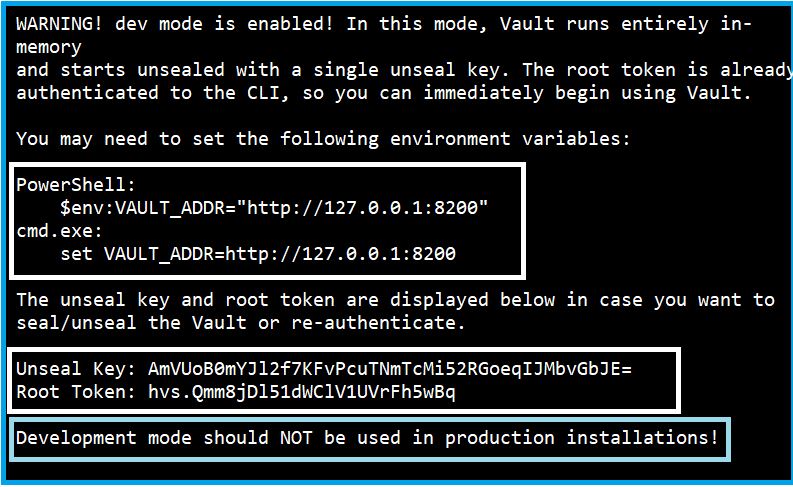 WARNING! dev mode is enabled! In this mode, Vault runs entirely in-
memory
and starts unsealed with a single unseal key. The root token is already
authenticated to the CLI, so you can immediately begin using Vault.
You may need to set the following environment variables:
PowerShell:
$env:VAULT_ADDR="http://127.0.0.1:8200"
cmd.exe:
set VAULT_ADDR=http://127.0.0.1:8200
The unseal key and root token are displayed below in case you want to
seal/unseal the Vault or re-authenticate.
Unseal Key: AmVUoB0mYJl2f7KFvPcuTNmTcMi52RGoeqIJMbvGbJE=
Root Token: hvs.Qmm8jDl51dWClV1UVrFh5wBq
Development mode should NOT be used in production installations!